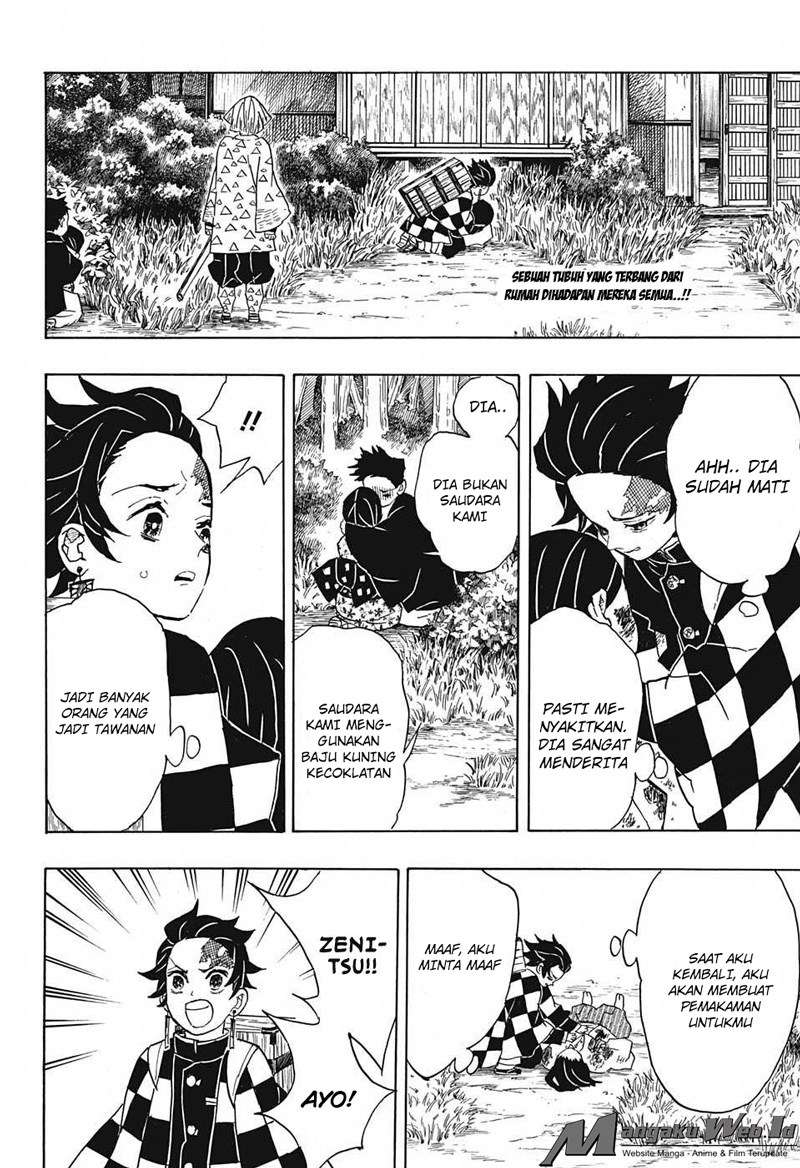 SEBUAH TUBUH YANG TERBANG DARI
RUMAH DIHADAPAN MEREKA SEMUA..!!
AHH.. DIA
SUDAH MATI
PASTI ME-
NYAKITKAN.
DIA SANGAT
MENDERITA
DIA..
DIA BUKAN
SAUDARA
KAMI
SAUDARA
KAMI MENG-
GUNAKAN
BAJU KUNING
KECOKLATAN
!!
JADI BANYAK
ORANG YANG
JADI TAWANAN
SAAT AKU
KEMBALI, AKU
AKAN MEMBUAT
PEMAKAMAN
UNTUKMU
MAAF, AKU
MINTA MAAF
ZENI-
TSU!!
AYO!
Mangaku Web Id
Website Manga - Anime & Film Terupdate